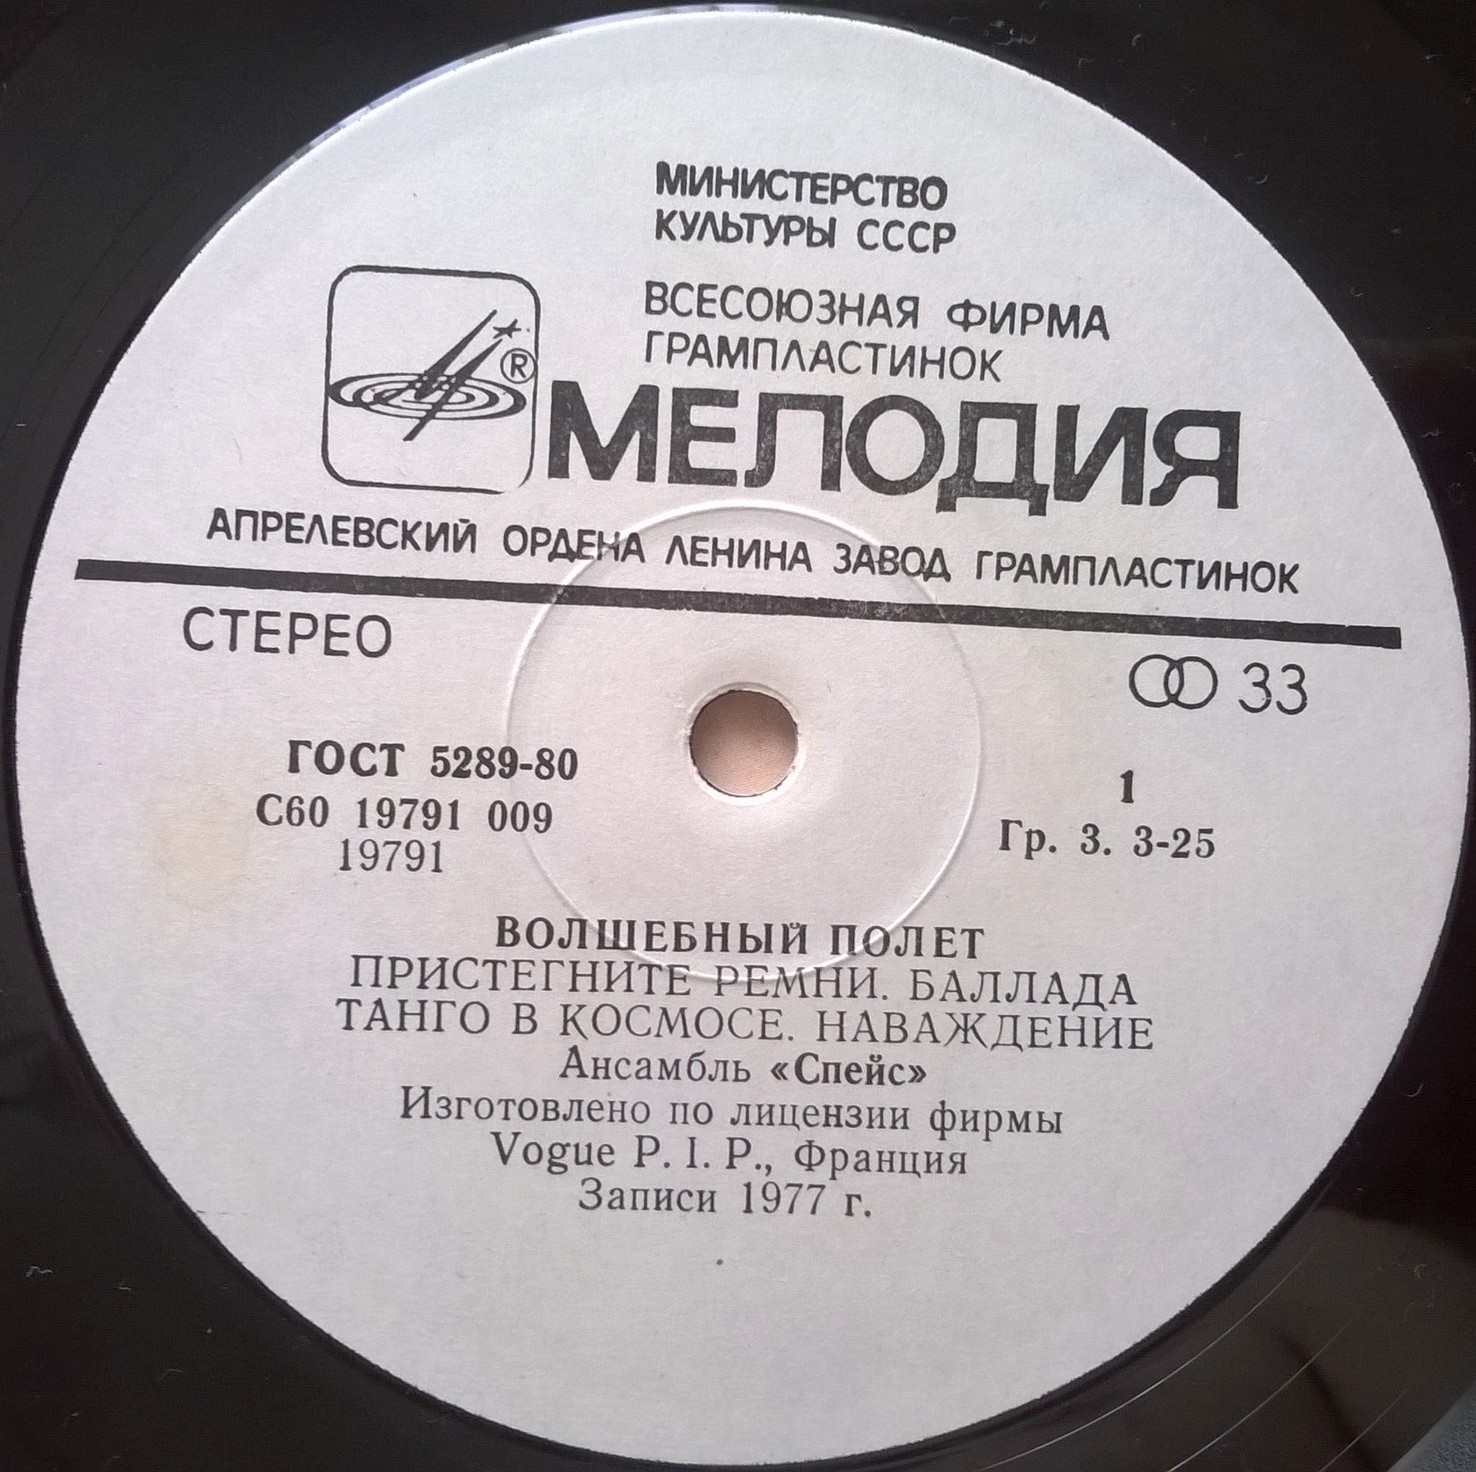 МИНИСТЕРСТВО
КУЛЬТУРЫ СССР
ВСЕСОЮЗНАЯ ФИРМА
ГРАМПЛАСТИНОК
®
МЕЛОДИЯ
АПРЕЛЕВСКИЙ ОРДЕНА ЛЕНИНА ЗАВОД ГРАМПЛАСТИНОК
СТЕРЕО
33
ГОСТ 5289-80
С60 19791 009
19791
1
Гр. 3. 3-25
ВОЛШЕБНЫЙ ПОЛЕТ
ПРИСТЕГНИТЕ РЕМНИ. БАЛЛАДА
ТАНГО В КОСМОСЕ. НАВАЖДЕНИЕ
Ансамбль «Спейс»
Изготовлено по лицензии фирмы
Vogue P. I. P., Франция
Записи 1977 г.